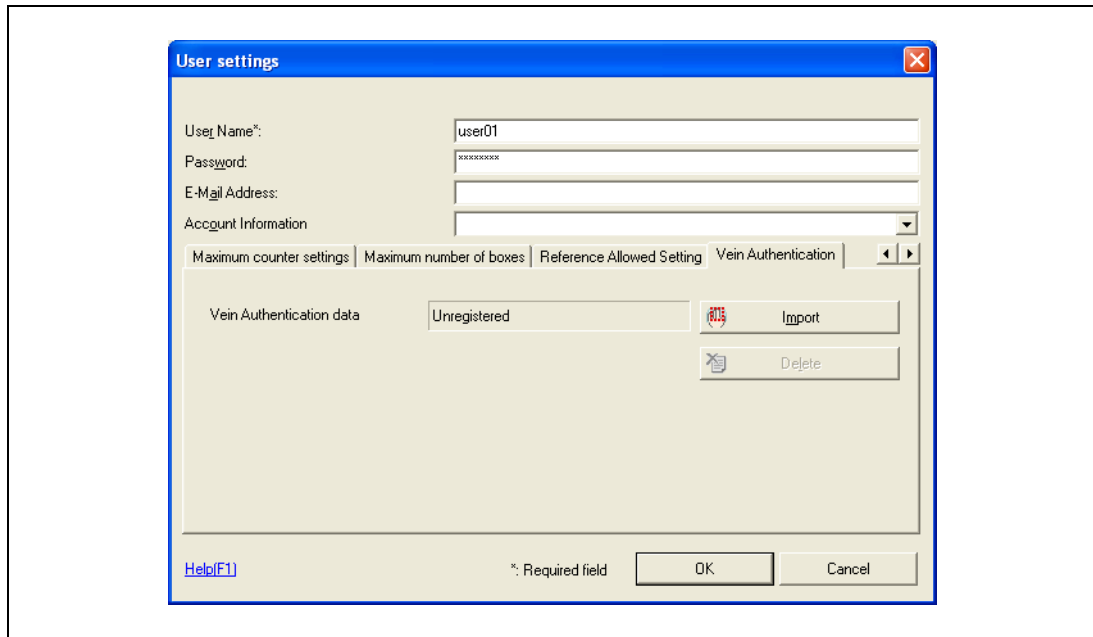 User settings
User Name*: user01
Password: ********
E-Mail Address:
Account Information
Maximum counter settings Maximum number of boxes Reference Allowed Setting Vein Authentication
Vein Authentication data Unregistered Import
Delete
Help(F1) *: Required field OK Cancel